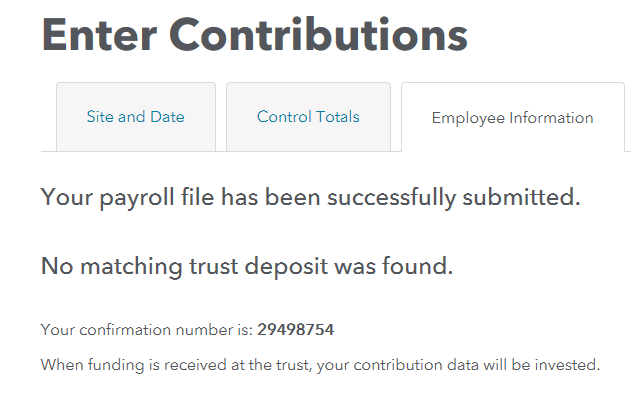 Enter Contributions
Site and Date
Control Totals
Employee Information
Your payroll file has been successfully submitted.
No matching trust deposit was found.
Your confirmation number is: 29498754
When funding is received at the trust, your contribution data will be invested.